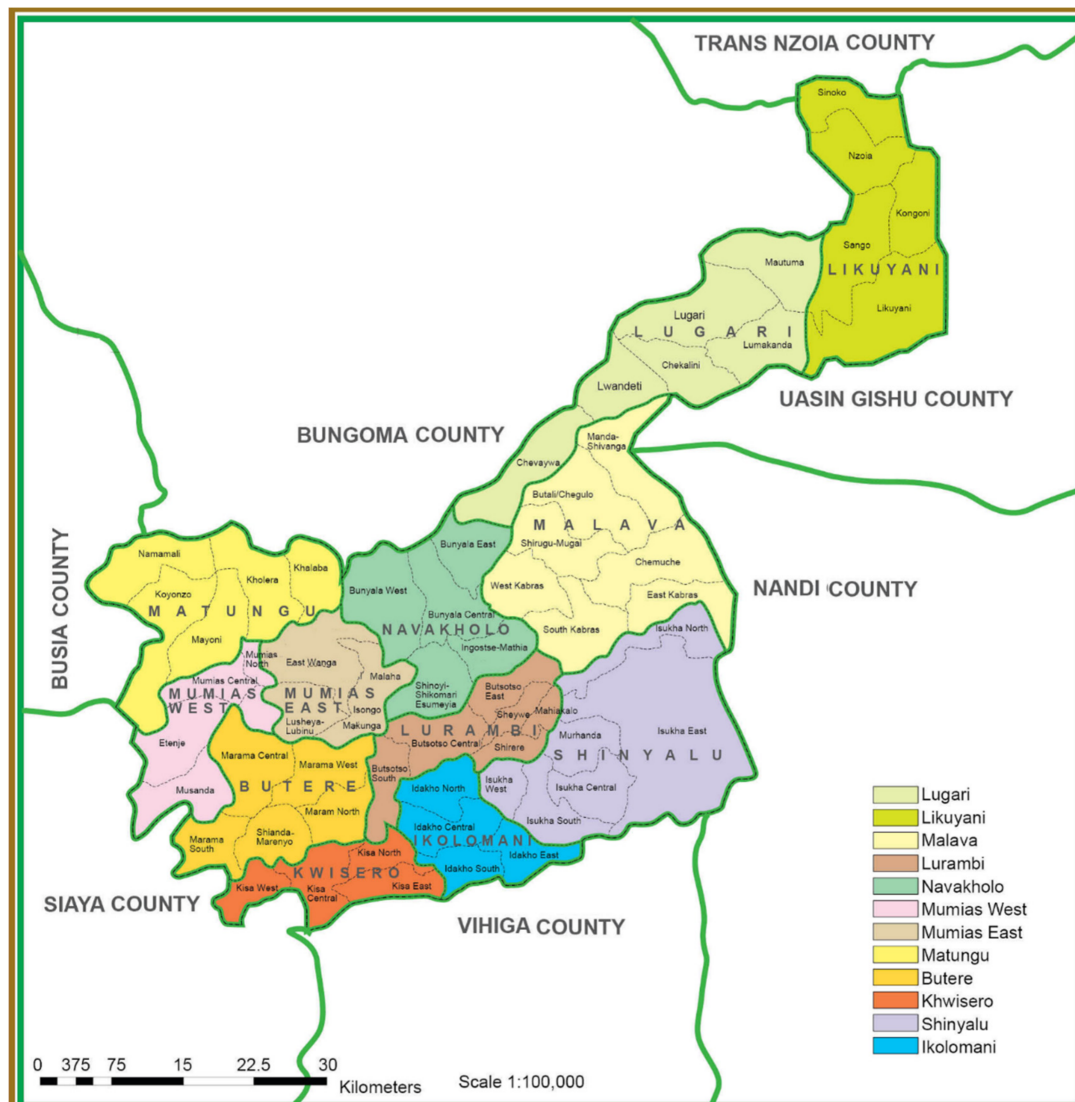 TRANS NZOIA COUNTY
Sinoko
Nzoia
Kongoni
Sango
LIKUYANI
Likuyani
Mautuma
Lugari
LUGARI
Lumakanda
Chekalini
Lwandeti
UASIN GISHU COUNTY
BUNGOMA COUNTY
Manda-
Shivanga
Chevaywa
Butali/Chegulo
MALAVA
Shirugu-Mugai
Chemuche
West Kabras
East Kabras
South Kabras
NANDI COUNTY
BUSIA COUNTY
Namamali
Kholera
Khalaba
Koyonzo
MATUNGU
Mayoni
Bunyala East
Bunyala West
Bunyala Central
NAVAKHOLO
Ingostse-Mathia
Shinoyi-
Shikomari
Esumeyia
Mumias
North
Mumias Central
MUMIAS
WEST
Etenje
Musanda
East Wanga
Malaha
MUMIAS
EAST
Isongo
Lusheya-
Lubinu
Makunga
Butsotso
East
Sheywe
Mahiakalo
LURAMBI
Butsotso Central
Shirere
Butsotso
South
Isukha North
Isukha East
Murhanda
SHINYALU
Isukha
West
Isukha Central
Isukha South
Marama Central
Marama West
BUTERE
Maram North
Marama
South
Shianda-
Marenyo
Idakho North
Idakho Central
IKOLOMANI
Idakho East
Idakho South
Kisa North
KWISERO
Kisa West
Kisa
Central
Kisa East
SIAYA COUNTY
VIHIGA COUNTY
Lugari
Likuyani
Malava
Lurambi
Navakholo
Mumias West
Mumias East
Matungu
Butere
Khwisero
Shinyalu
Ikolomani
0 375 75 15 22.5 30
Kilometers
Scale 1:100,000